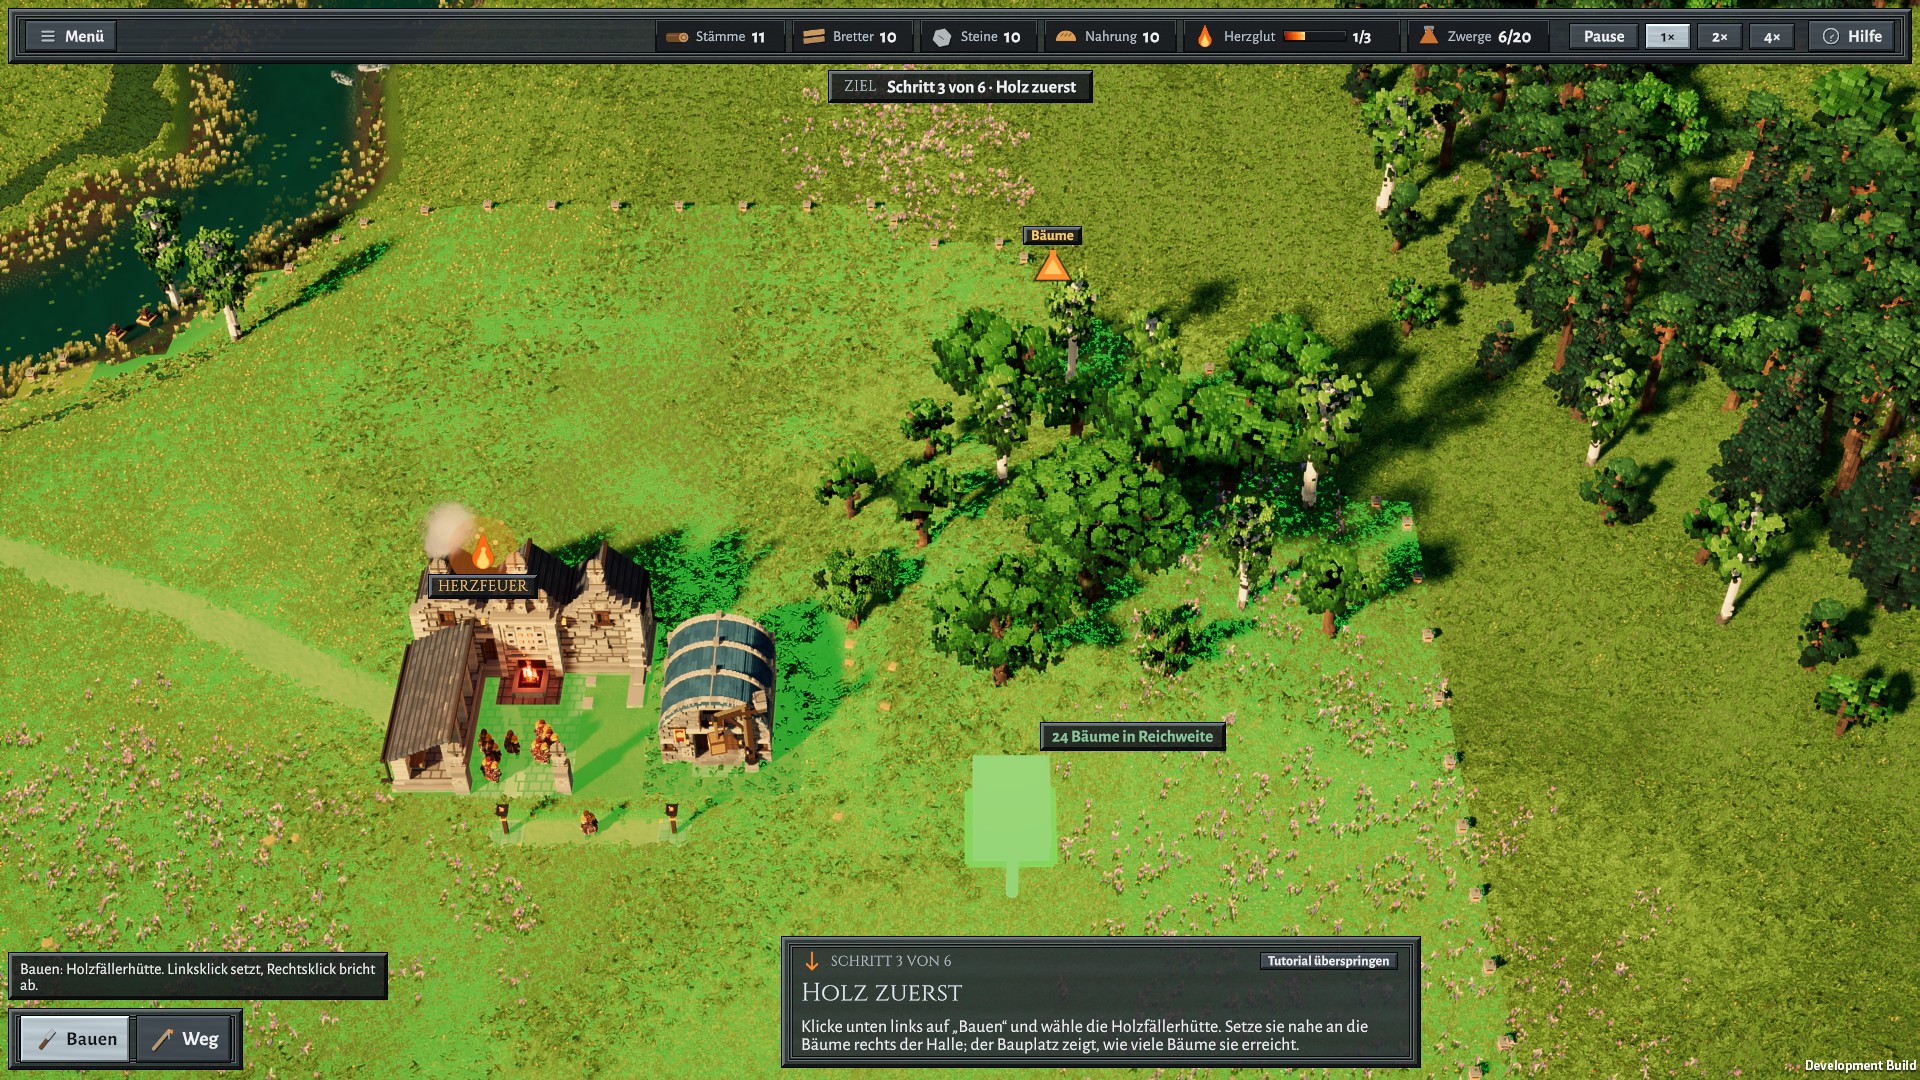 Menü
Stämme 11
Bretter 10
Steine 10
Nahrung 10
Herzglut 1/3
Zwerge 6/20
Pause
1×
2×
4×
Hilfe
ZIEL Schritt 3 von 6 · Holz zuerst
Bäume
HERZFEUER
24 Bäume in Reichweite
Bauen: Holzfällerhütte. Linksklick setzt, Rechtsklick bricht
ab.
Bauen
Weg
SCHRITT 3 VON 6
Tutorial überspringen
HOLZ ZUERST
Klicke unten links auf „Bauen“ und wähle die Holzfällerhütte. Setze sie nahe an die
Bäume rechts der Halle; der Bauplatz zeigt, wie viele Bäume sie erreicht.
Development Build